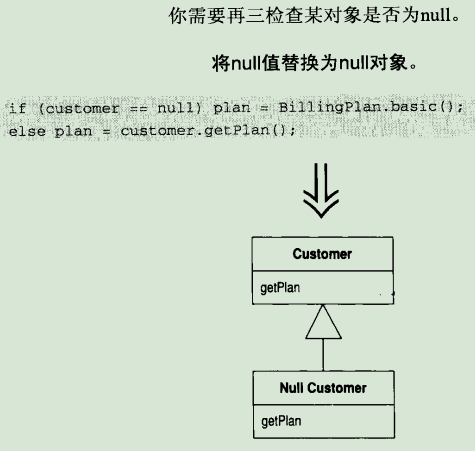 你需要再三检查某对象是否为null。
将null值替换为null对象。
if (customer == null) plan = BillingPlan.basic();
else plan = customer.getPlan();
Customer
getPlan
Null Customer
getPlan